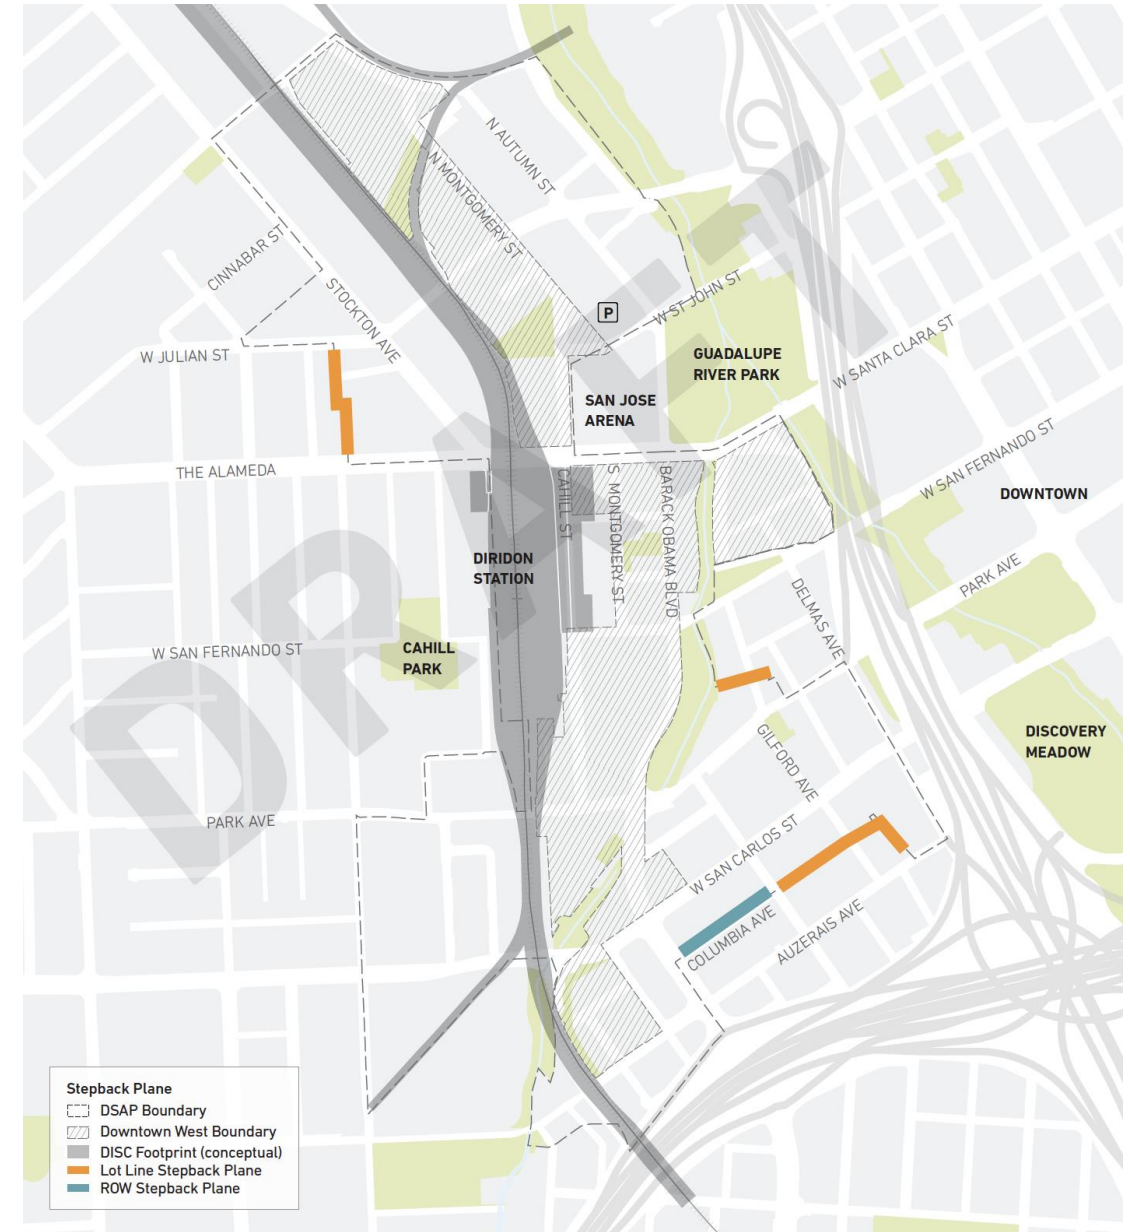 N AUTUMN ST
N MONTGOMERY ST
CINNABAR ST
STOCKTON AVE
P
W ST JOHN ST
W JULIAN ST
GUADALUPE
RIVER PARK
W SANTA CLARA ST
SAN JOSE
ARENA
THE ALAMEDA
CAHILL ST
S MONTGOMERY ST
BARACK OBAMA BLVD
W SAN FERNANDO ST
DOWNTOWN
DIRIDON
STATION
PARK AVE
DELMAS AVE
W SAN FERNANDO ST
CAHILL
PARK
GILFORD AVE
DISCOVERY
MEADOW
PARK AVE
W SAN CARLOS ST
COLUMBIA AVE
AUZERAIS AVE
DRAFT
Stepback Plane
DSAP Boundary
Downtown West Boundary
DISC Footprint (conceptual)
Lot Line Stepback Plane
ROW Stepback Plane